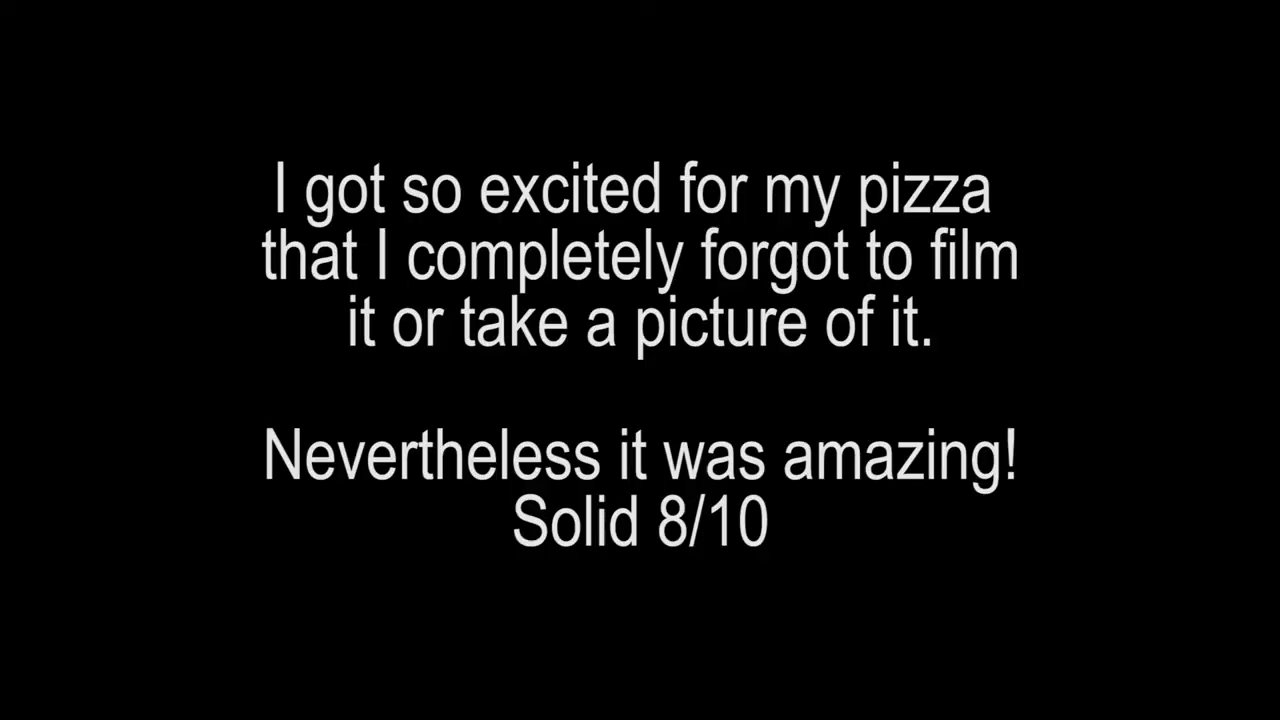 I got so excited for my pizza
that I completely forgot to film
it or take a picture of it.
Nevertheless it was amazing!
Solid 8/10